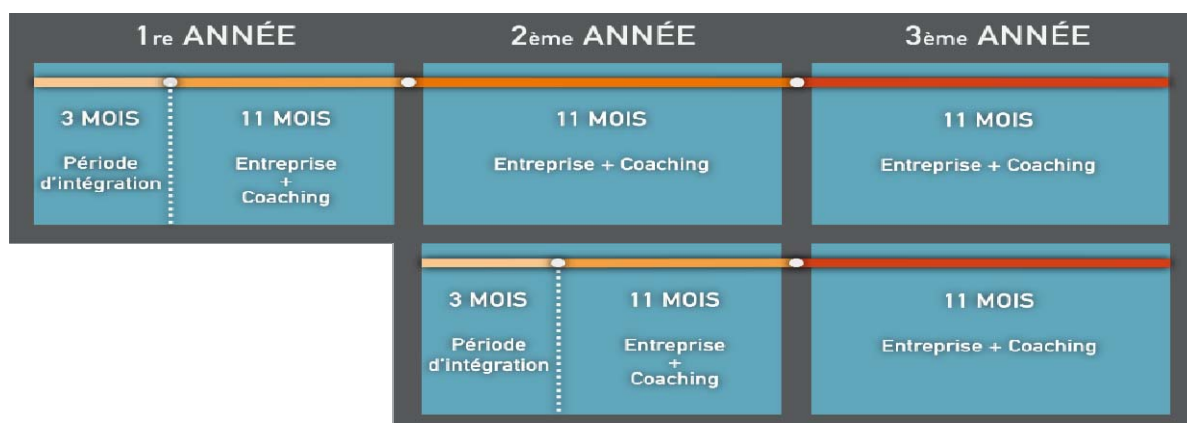 1re ANNÉE
2ème ANNÉE
3ème ANNÉE
3 MOIS
Période
d'intégration
11 MOIS
Entreprise
+
Coaching
11 MOIS
Entreprise + Coaching
11 MOIS
Entreprise + Coaching
3 MOIS
Période
d'intégration
11 MOIS
Entreprise
+
Coaching
11 MOIS
Entreprise + Coaching